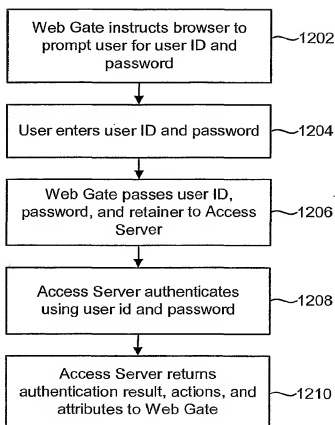 Web Gate instructs browser to
prompt user for user ID and
password
1202
User enters user ID and password
1204
Web Gate passes user ID,
password, and retainer to Access
Server
1206
Access Server authenticates
using user id and password
1208
Access Server returns
authentication result, actions, and
attributes to Web Gate
1210